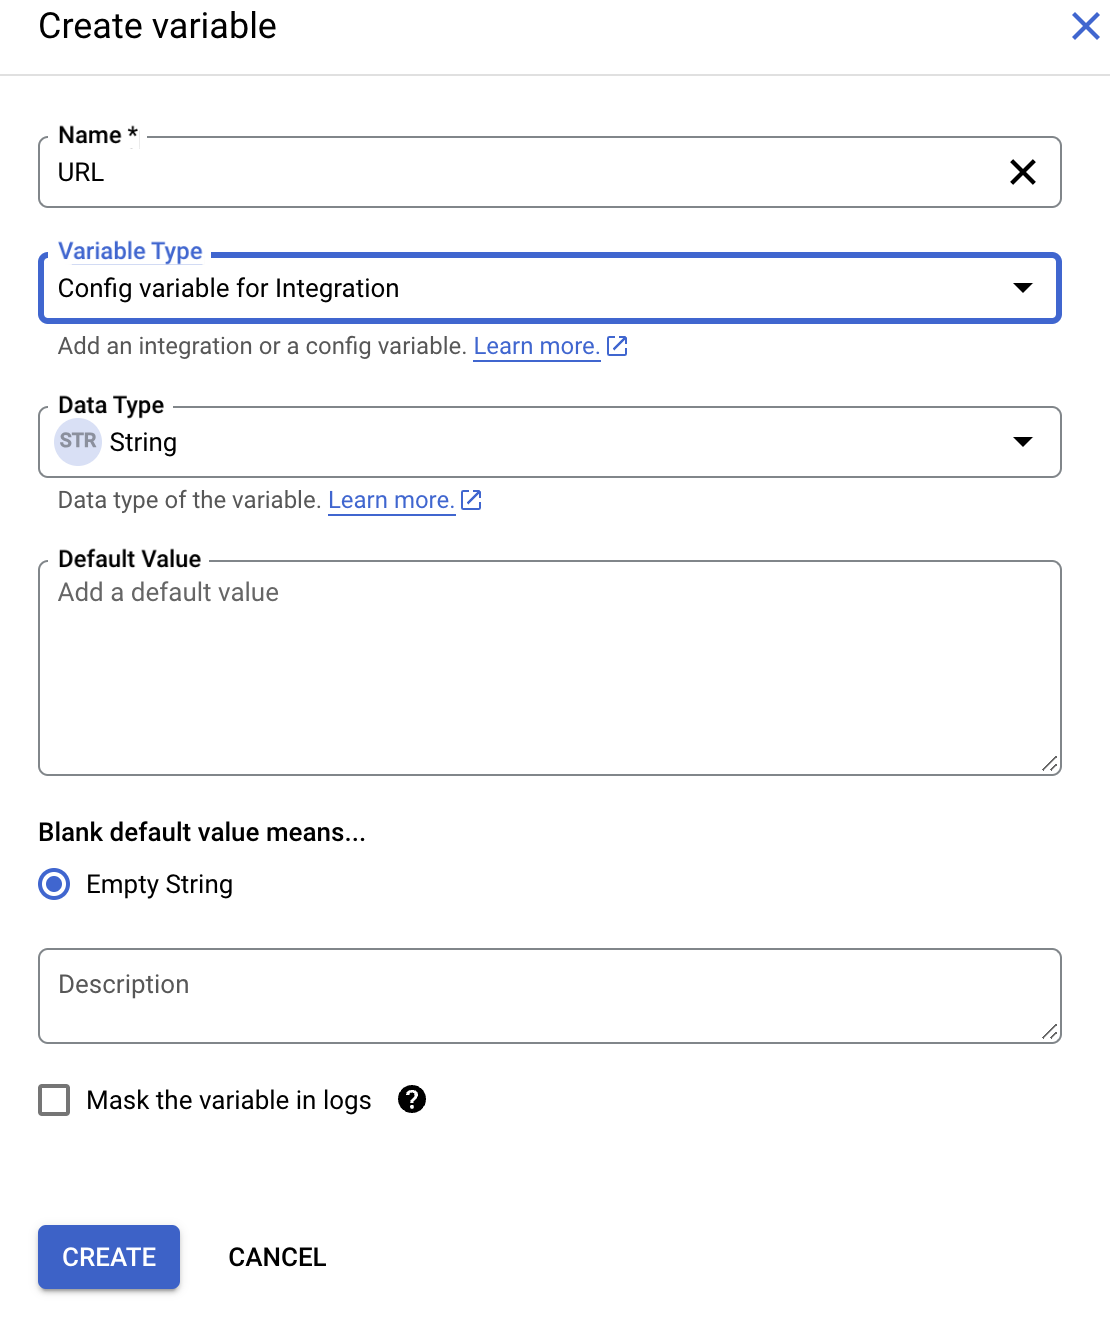 Create variable
Name *
URL
Variable Type
Config variable for Integration
Add an integration or a config variable. Learn more.
Data Type
STR String
Data type of the variable. Learn more.
Default Value
Add a default value
Blank default value means...
Empty String
Description
Mask the variable in logs ?
CREATE CANCEL